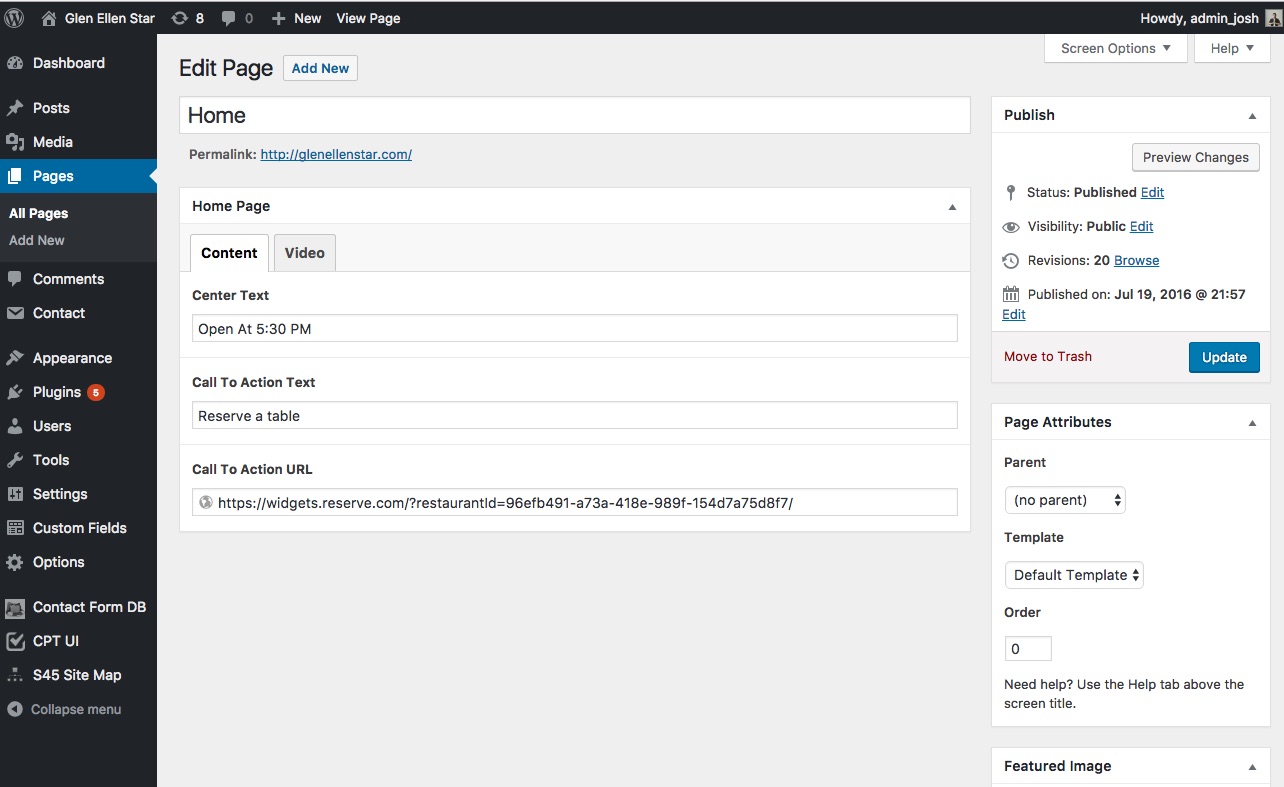 Glen Ellen Star 8 0 New View Page Howdy, admin_josh
Screen Options Help
Dashboard
Posts
Media
Pages
All Pages
Add New
Comments
Contact
Appearance
Plugins 5
Users
Tools
Settings
Custom Fields
Options
Contact Form DB
CPT UI
S45 Site Map
Collapse menu
Edit Page Add New
Home
Permalink: http://glenellenstar.com/
Home Page
Content Video
Center Text
Open At 5:30 PM
Call To Action Text
Reserve a table
Call To Action URL
https://widgets.reserve.com/?restaurantId=96efb491-a73a-418e-989f-154d7a75d8f7/
Publish
Preview Changes
Status: Published Edit
Visibility: Public Edit
Revisions: 20 Browse
Published on: Jul 19, 2016 @ 21:57
Edit
Move to Trash Update
Page Attributes
Parent
(no parent)
Template
Default Template
Order
0
Need help? Use the Help tab above the
screen title.
Featured Image